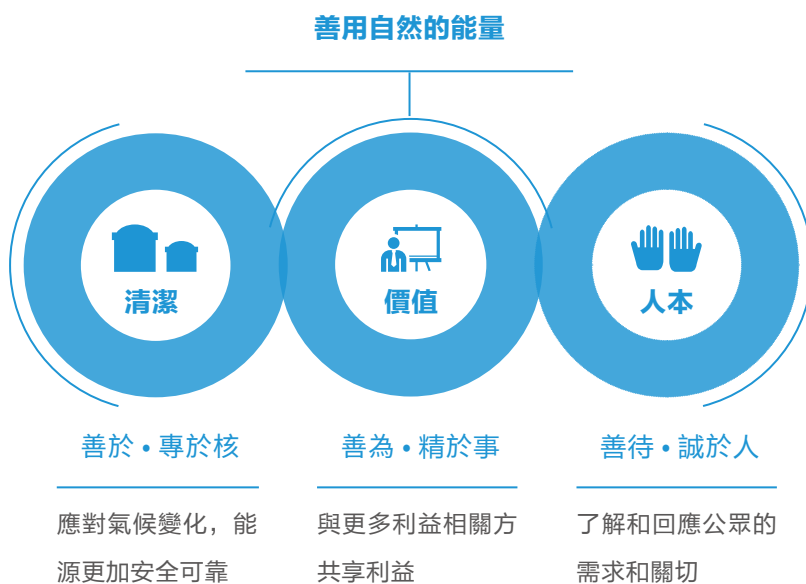 善用自然的能量
清潔
價值
人本
善於•專於核
善為•精於事
善待•誠於人
應對氣候變化，能
源更加安全可靠
與更多利益相關方
共享利益
了解和回應公眾的
需求和關切